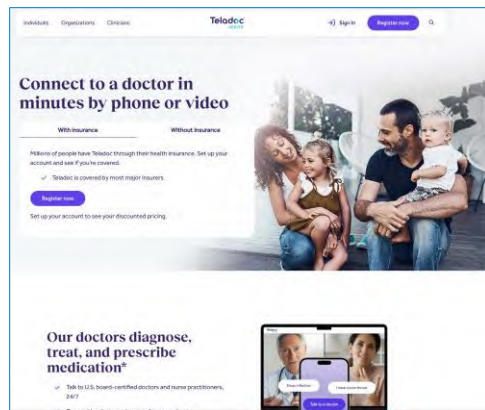 Individuals Organizations Clinicians
Teladoc
HEALTH
Sign in
Register now
Connect to a doctor in
minutes by phone or video
With insurance
Without insurance
Millions of people have Teladoc through their health insurance. Set up your
account and see if you're covered.
Teladoc is covered by most major insurers.
Register now
Set up your account to see your discounted pricing.
Our doctors diagnose,
treat, and prescribe
medication*
Talk to U.S. board-certified doctors and nurse practitioners,
24/7
Talk to a doctor